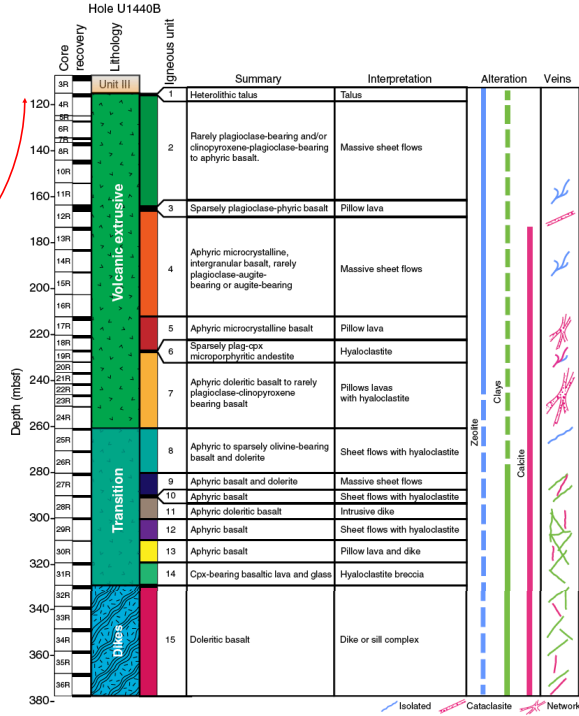 Hole U1440B
Core
recovery
Lithology
Igneous unit
Summary
Interpretation
Alteration
Veins
Depth (mbsf)
120
140
160
180
200
220
240
260
280
300
320
340
360
380
3R
4R
5R
6R
7R
8R
10R
11R
12R
13R
14R
15R
16R
17R
18R
19R
20R
21R
22R
23R
24R
25R
26R
27R
28R
29R
30R
31R
32R
33R
34R
35R
36R
Unit III
Volcanic extrusive
Transition
Dikes
1 Heterolithic talus Talus
2 Rarely plagioclase-bearing and/or
clinopyroxene-plagioclase-bearing
to aphyric basalt.
Massive sheet flows
3 Sparsely plagioclase-phyric basalt Pillow lava
4 Aphyric microcrystalline,
intergranular basalt, rarely
plagioclase-augite-
bearing or augite-bearing
Massive sheet flows
5 Aphyric microcrystalline basalt Pillow lava
6 Sparsely plag-cpx
microporphyritic andestite
Hyaloclastite
7 Aphyric doleritic basalt to rarely
plagioclase-clinopyroxene
bearing basalt
Pillows lavas
with hyaloclastite
8 Aphyric to sparsely olivine-bearing
basalt and dolerite
Sheet flows with hyaloclastite
9 Aphyric basalt and dolerite Massive sheet flows
10 Aphyric basalt Sheet flows with hyaloclastite
11 Aphyric doleritic basalt Intrusive dike
12 Aphyric basalt Sheet flows with hyaloclastite
13 Aphyric basalt Pillow lava and dike
14 Cpx-bearing basaltic lava and glass Hyaloclastite breccia
15 Doleritic basalt Dike or sill complex
Zeolite
Clays
Calcite
Isolated
Cataclasite
Network